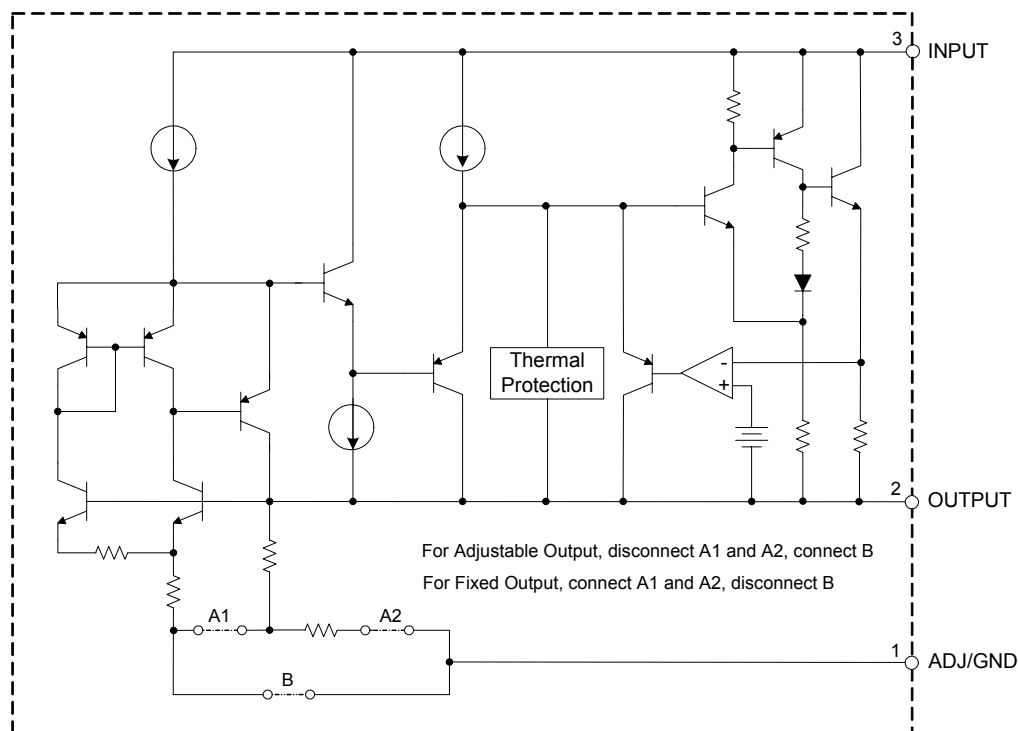 3
INPUT
Thermal
Protection
-
+
2
OUTPUT
For Adjustable Output, disconnect A1 and A2, connect B
For Fixed Output, connect A1 and A2, disconnect B
A1
A2
1
ADJ/GND
B